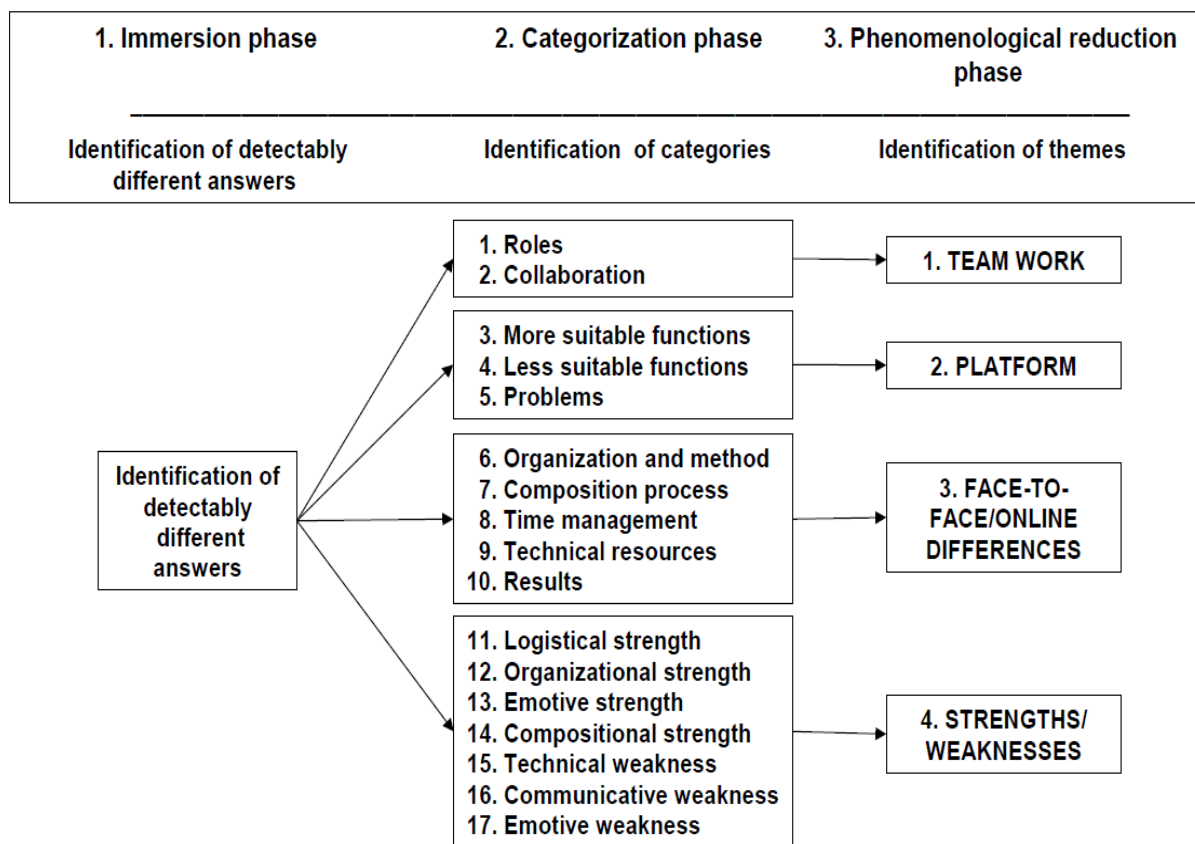 1. Immersion phase
2. Categorization phase
3. Phenomenological reduction
phase
Identification of detectably
different answers
Identification of categories
Identification of themes
Identification of
detectably
different
answers
1. Roles
2. Collaboration
3. More suitable functions
4. Less suitable functions
5. Problems
6. Organization and method
7. Composition process
8. Time management
9. Technical resources
10. Results
11. Logistical strength
12. Organizational strength
13. Emotive strength
14. Compositional strength
15. Technical weakness
16. Communicative weakness
17. Emotive weakness
1. TEAM WORK
2. PLATFORM
3. FACE-TO-
FACE/ONLINE
DIFFERENCES
4. STRENGTHS/
WEAKNESSES